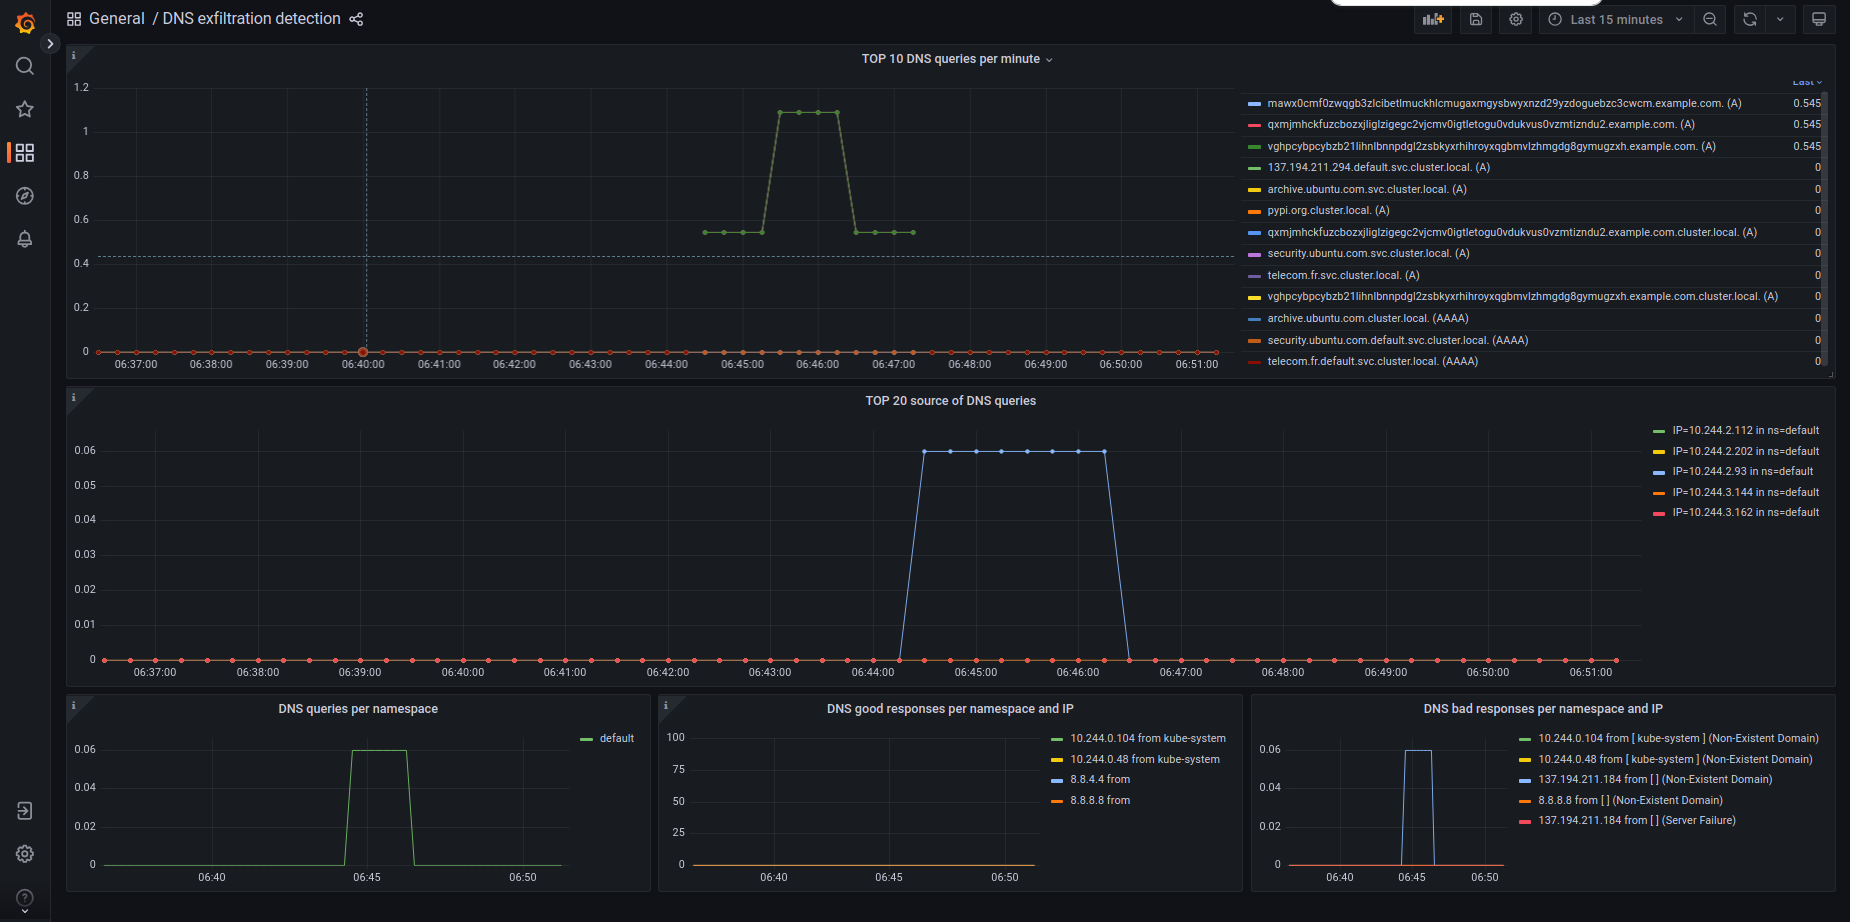 General / DNS exfiltration detection
Last 15 minutes
TOP 10 DNS queries per minute
Last
1.2
1
0.8
0.6
0.4
0.2
0
06:37:00 06:38:00 06:39:00 06:40:00 06:41:00 06:42:00 06:43:00 06:44:00 06:45:00 06:46:00 06:47:00 06:48:00 06:49:00 06:50:00 06:51:00
mawx0cmf0zwqgb3zlcibetlmuckhlcmugaxmgysbwyxnzd29yzdoguebzc3cwcm.example.com. (A) 0.545
qxmjmhckfuzcbozxjliglzigegc2vjcmv0igtletogu0vdukvus0vzmtizndu2.example.com. (A) 0.545
vghpcybpcybzb21lihnlbnnpdgl2zsbkyxrhihroyxqgbmvlzhmgdg8gymugzxh.example.com. (A) 0.545
137.194.211.294.default.svc.cluster.local. (A) 0
archive.ubuntu.com.svc.cluster.local. (A) 0
pypi.org.cluster.local. (A) 0
qxmjmhckfuzcbozxjliglzigegc2vjcmv0igtletogu0vdukvus0vzmtizndu2.example.com.cluster.local. (A) 0
security.ubuntu.com.svc.cluster.local. (A) 0
telecom.fr.svc.cluster.local. (A) 0
vghpcybpcybzb21lihnlbnnpdgl2zsbkyxrhihroyxqgbmvlzhmgdg8gymugzxh.example.com.cluster.local. (A) 0
archive.ubuntu.com.cluster.local. (AAAA) 0
security.ubuntu.com.default.svc.cluster.local. (AAAA) 0
telecom.fr.default.svc.cluster.local. (AAAA) 0
TOP 20 source of DNS queries
0.06
0.05
0.04
0.03
0.02
0.01
0
06:37:00 06:38:00 06:39:00 06:40:00 06:41:00 06:42:00 06:43:00 06:44:00 06:45:00 06:46:00 06:47:00 06:48:00 06:49:00 06:50:00 06:51:00
IP=10.244.2.112 in ns=default
IP=10.244.2.202 in ns=default
IP=10.244.2.93 in ns=default
IP=10.244.3.144 in ns=default
IP=10.244.3.162 in ns=default
DNS queries per namespace
0.06
0.04
0.02
0
06:40 06:45 06:50
default
DNS good responses per namespace and IP
100
75
50
25
0
06:40 06:45 06:50
10.244.0.104 from kube-system
10.244.0.48 from kube-system
8.8.4.4 from
8.8.8.8 from
DNS bad responses per namespace and IP
0.06
0.04
0.02
0
06:40 06:45 06:50
10.244.0.104 from [ kube-system ] (Non-Existent Domain)
10.244.0.48 from [ kube-system ] (Non-Existent Domain)
137.194.211.184 from [ ] (Non-Existent Domain)
8.8.8.8 from [ ] (Non-Existent Domain)
137.194.211.184 from [ ] (Server Failure)